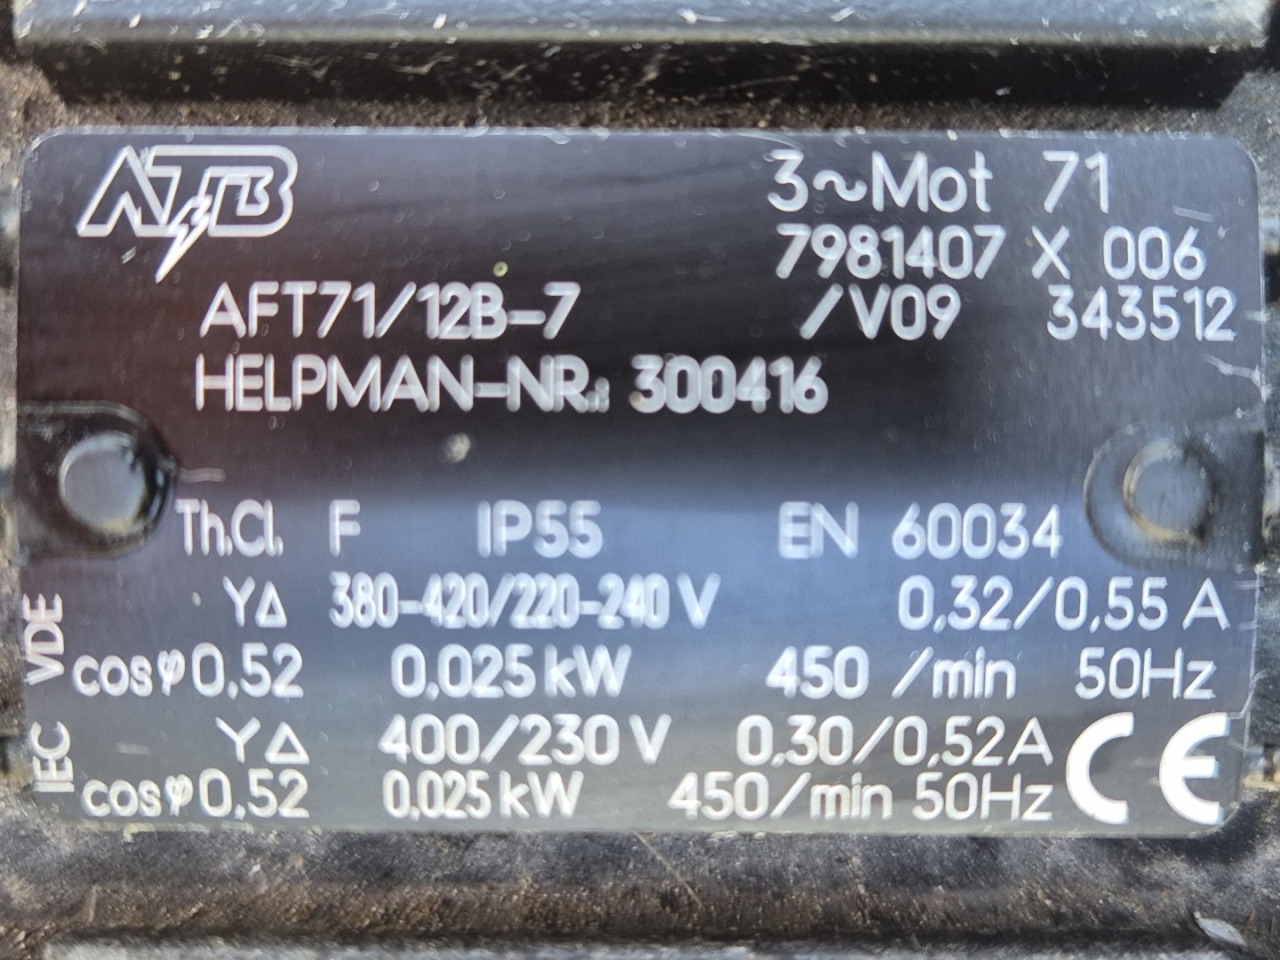 ATB
3~Mot 71
7981407 X 006
AFT71/12B-7 /V09 343512
HELPMAN-NR.: 300416
Th.Cl. F IP55 EN 60034
VDE
YΔ 380-420/220-240 V 0,32/0,55 A
cosφ 0,52 0,025 kW 450 /min 50Hz
IEC
YΔ 400/230 V 0,30/0,52 A
cosφ 0,52 0,025 kW 450/min 50Hz
CE